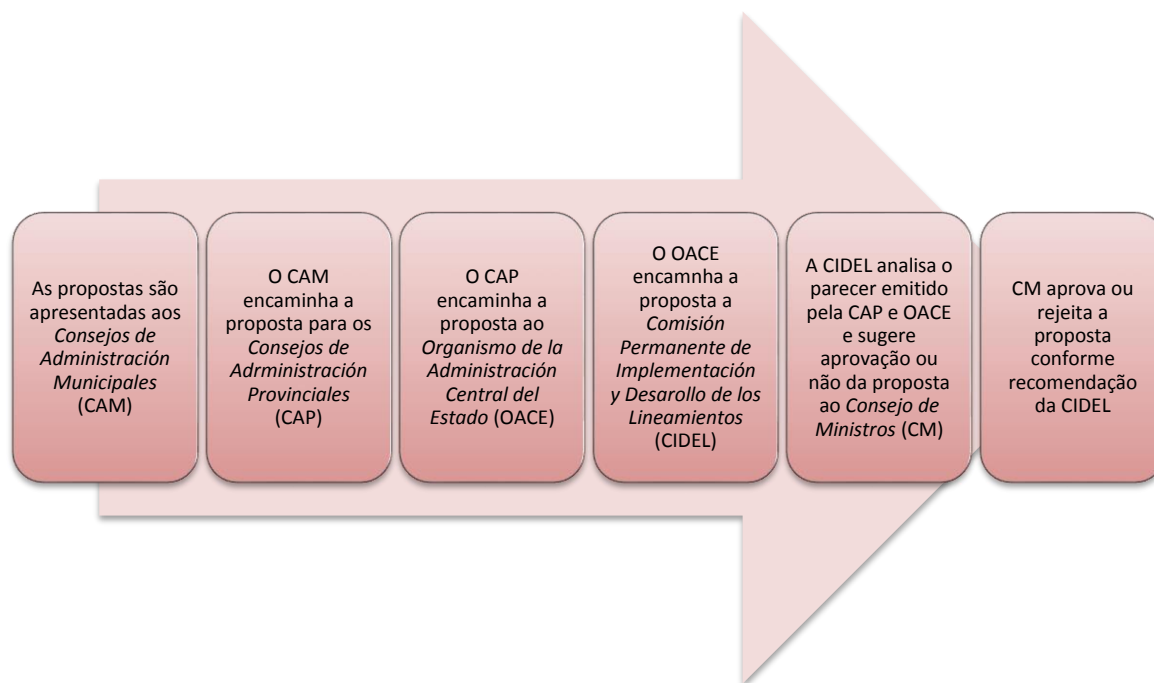 As propostas são
apresentadas aos
Consejos de
Administración
Municipales
(CAM)
O CAM
encaminha a
proposta para os
Consejos de
Adrministración
Provinciales
(CAP)
O CAP
encaminha a
proposta ao
Organismo de la
Administración
Central del
Estado (OACE)
O OACE
encamnha a
proposta a
Comisión
Permanente de
Implementación
y Desarollo de los
Lineamientos
(CIDEL)
A CIDEL analisa o
parecer emitido
pela CAP e OACE
e sugere
aprovação ou
não da proposta
ao Consejo de
Ministros (CM)
CM aprova ou
rejeita a
proposta
conforme
recomendação
da CIDEL